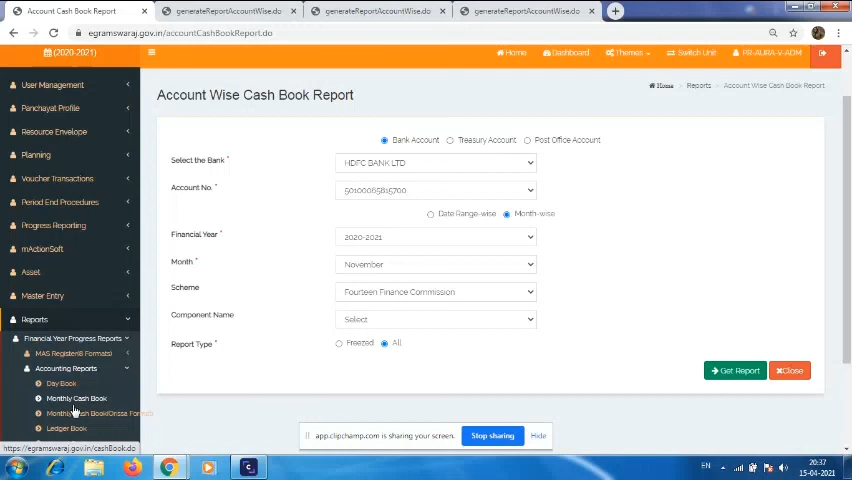 Account Cash Book Report
generateReportAccountWise.do
generateReportAccountWise.do
generateReportAccountWise.do
egramswaraj.gov.in/accountCashBookReport.do
(2020-2021)
Home
Dashboard
Themes
Switch Unit
PR-AURA-V-ADM
User Management
Panchayat Profile
Resource Envelope
Planning
Voucher Transactions
Period End Procedures
Progress Reporting
mActionSoft
Asset
Master Entry
Reports
Financial Year Progress Reports
MAS Register(8 Formats)
Accounting Reports
Day Book
Monthly Cash Book
Monthly Cash Book(Orissa Format)
Ledger Book
https://egramswaraj.gov.in/cashBook.do
Account Wise Cash Book Report
Home Reports Account Wise Cash Book Report
Bank Account Treasury Account Post Office Account
Select the Bank * HDFC BANK LTD
Account No. * 50100065815700
Date Range-wise Month-wise
Financial Year * 2020-2021
Month * November
Scheme Fourteen Finance Commission
Component Name Select
Report Type * Freezed All
Get Report Close
app.clipchamp.com is sharing your screen. Stop sharing Hide
EN
20:37
15-04-2021